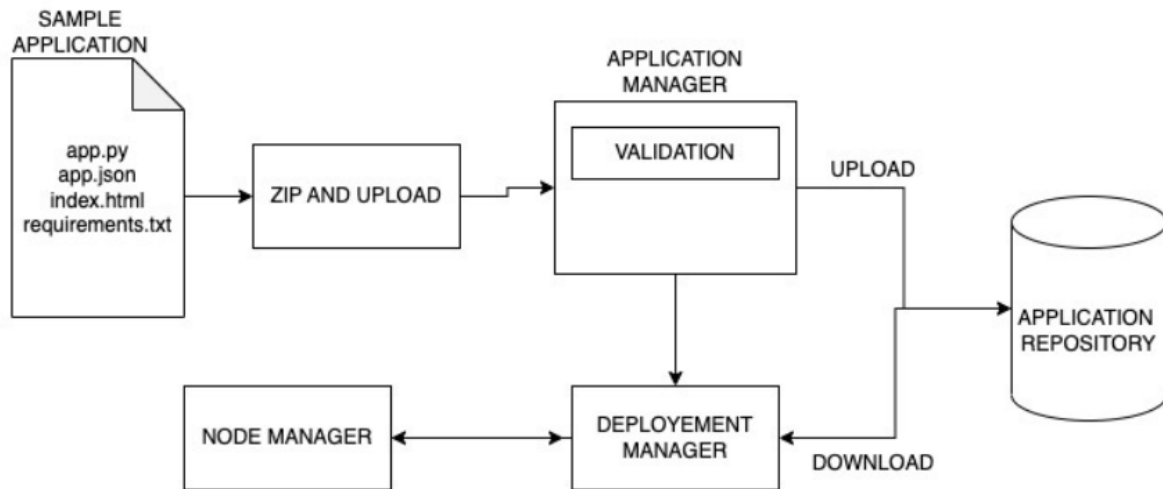 SAMPLE
APPLICATION
app.py
app.json
index.html
requirements.txt
ZIP AND UPLOAD
APPLICATION
MANAGER
VALIDATION
UPLOAD
APPLICATION
REPOSITORY
NODE MANAGER
DEPLOYEMENT
MANAGER
DOWNLOAD